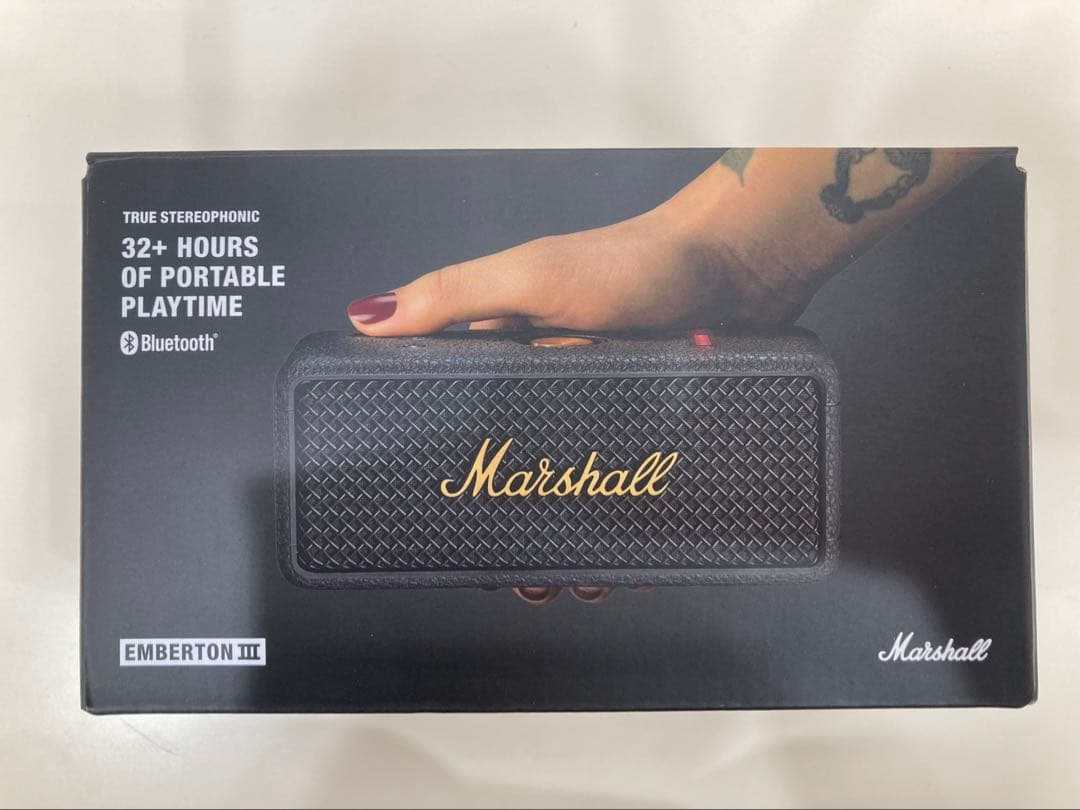 TRUE STEREOPHONIC
32+ HOURS
OF PORTABLE
PLAYTIME
Bluetooth®
Marshall
EMBERTON III
Marshall